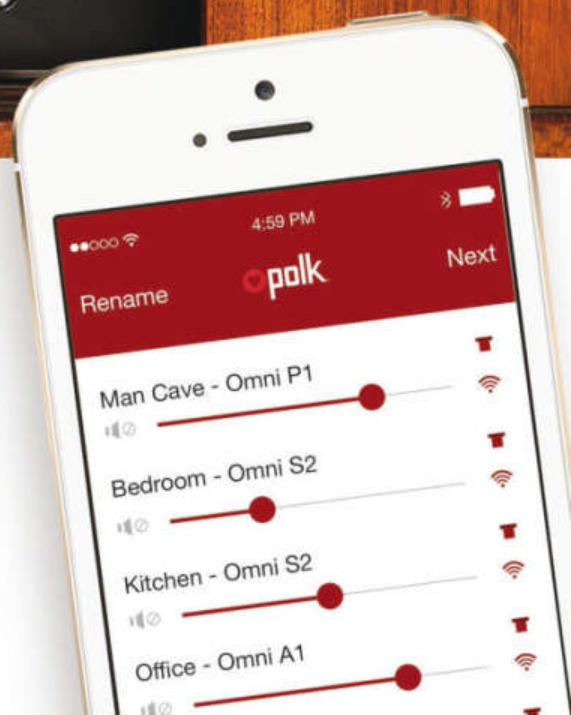 4:59 PM
Rename polk Next
Man Cave - Omni P1
Bedroom - Omni S2
Kitchen - Omni S2
Office - Omni A1